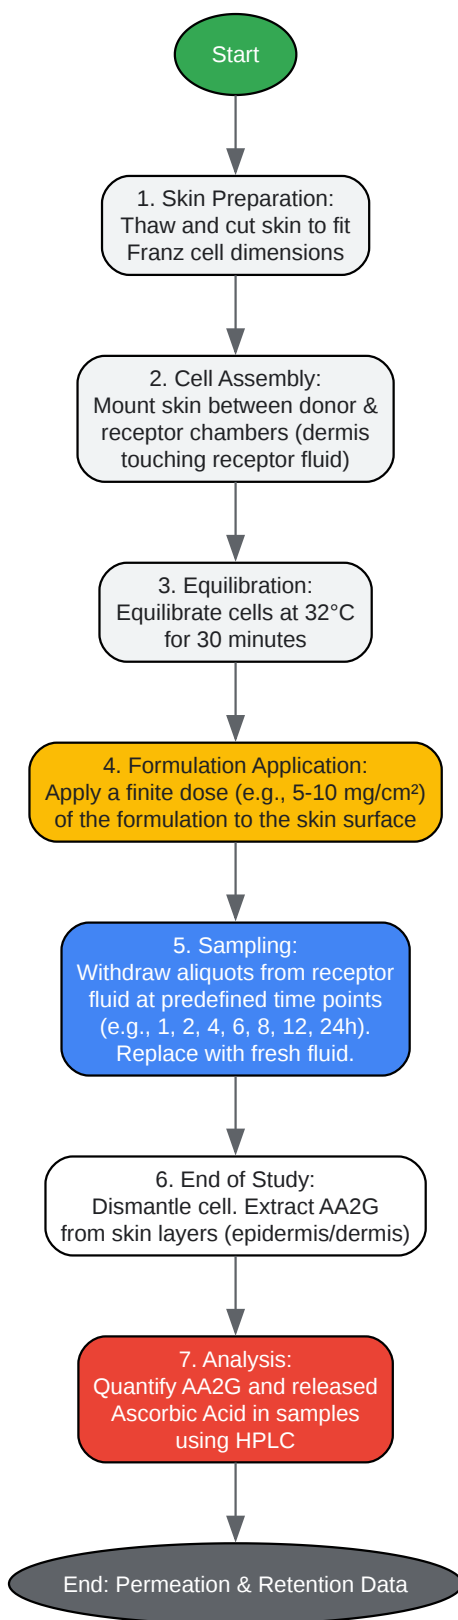 Start
1. Skin Preparation:
Thaw and cut skin to fit
Franz cell dimensions
2. Cell Assembly:
Mount skin between donor &
receptor chambers (dermis
touching receptor fluid)
3. Equilibration:
Equilibrate cells at 32°C
for 30 minutes
4. Formulation Application:
Apply a finite dose (e.g., 5-10 mg/cm²)
of the formulation to the skin surface
5. Sampling:
Withdraw aliquots from receptor
fluid at predefined time points
(e.g., 1, 2, 4, 6, 8, 12, 24h).
Replace with fresh fluid.
6. End of Study:
Dismantle cell. Extract AA2G
from skin layers (epidermis/dermis)
7. Analysis:
Quantify AA2G and released
Ascorbic Acid in samples
using HPLC
End: Permeation & Retention Data